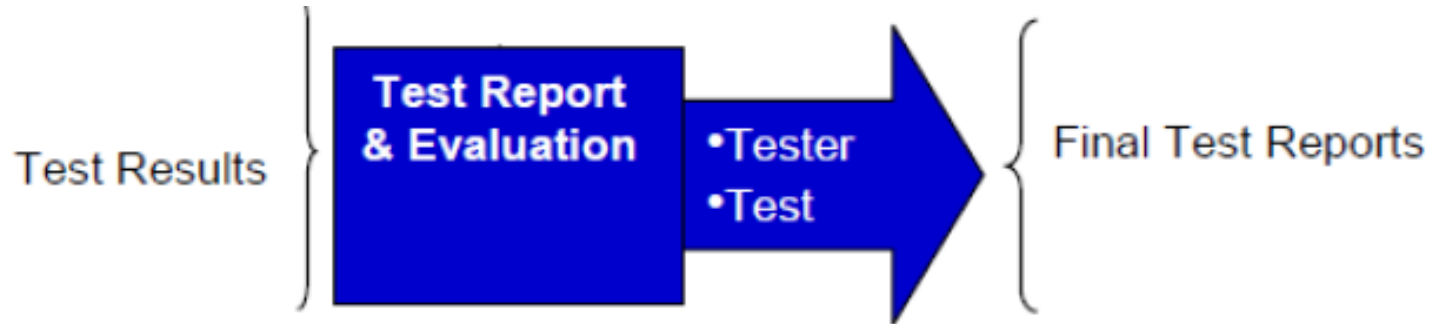 Test Results
Test Report
& Evaluation
•Tester
•Test
Final Test Reports